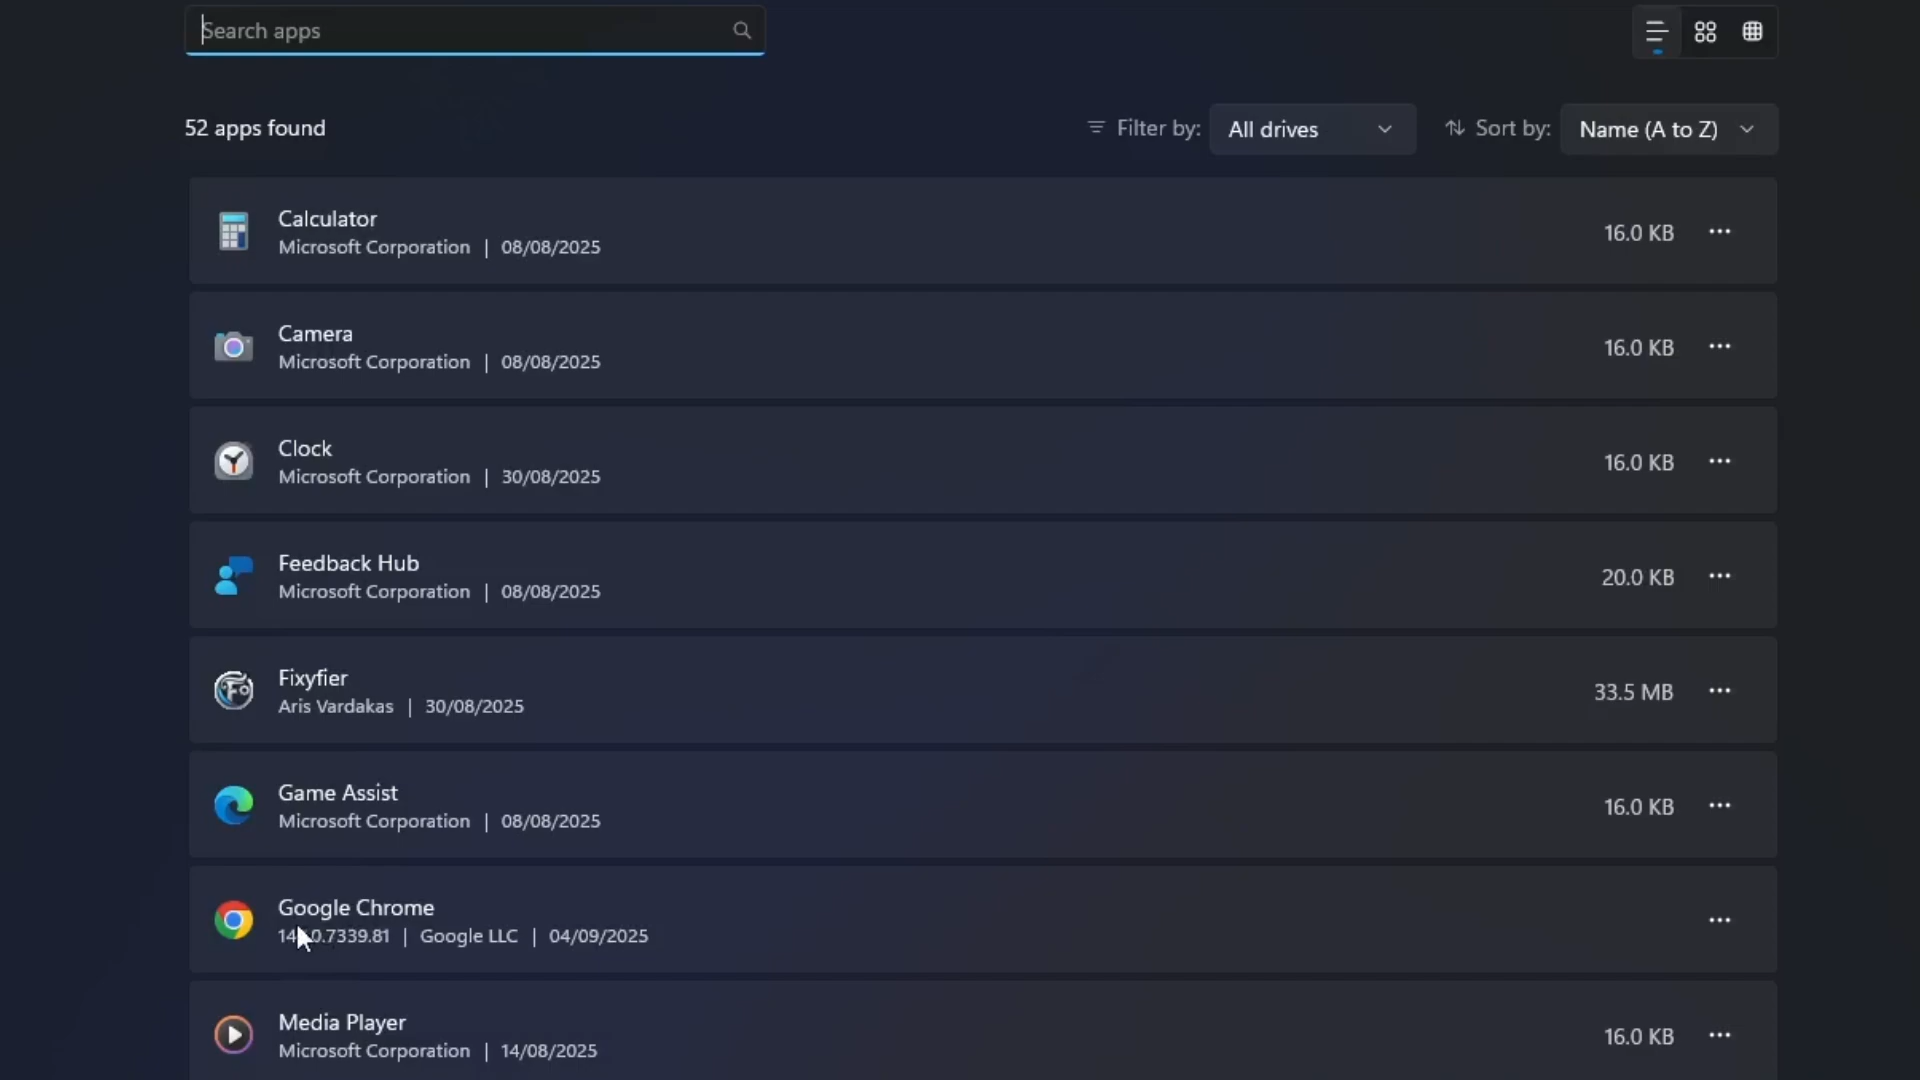 Search apps
52 apps found
Filter by: All drives
Sort by: Name (A to Z)
Calculator
Microsoft Corporation | 08/08/2025
16.0 KB
Camera
Microsoft Corporation | 08/08/2025
16.0 KB
Clock
Microsoft Corporation | 30/08/2025
16.0 KB
Feedback Hub
Microsoft Corporation | 08/08/2025
20.0 KB
Fixyfier
Aris Vardakas | 30/08/2025
33.5 MB
Game Assist
Microsoft Corporation | 08/08/2025
16.0 KB
Google Chrome
Google LLC | 04/09/2025
Media Player
Microsoft Corporation | 14/08/2025
16.0 KB